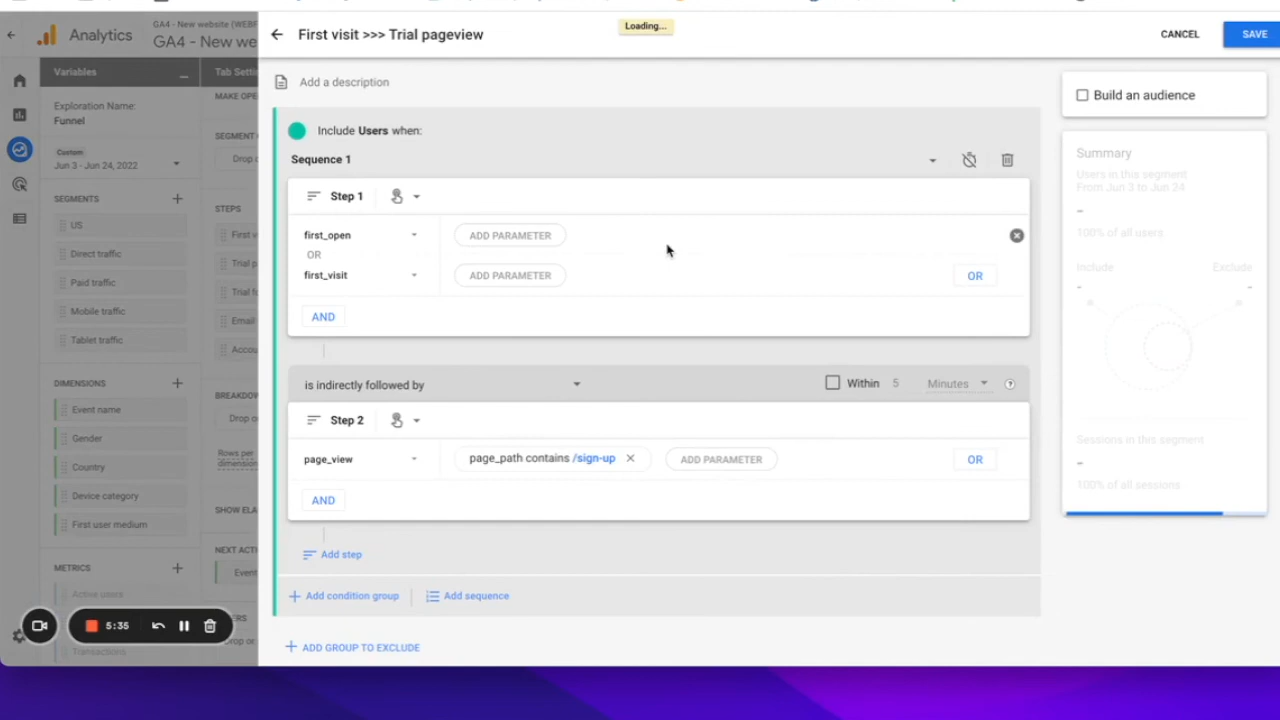 GA4 - New website (WEBF
Analytics
GA4 - New we
Variables
Tab Setti
Exploration Name:
Funnel
Custom
Jun 3 - Jun 24, 2022
SEGMENTS
US
Direct traffic
Paid traffic
Mobile traffic
Tablet traffic
DIMENSIONS
Event name
Gender
Country
Device category
First user medium
METRICS
Active users
Transactions
5:35
MAKE OPE
SEGMENT
Drop o
STEPS
First v
Trial p
Trial f
Email
Accou
BREAKDOW
Drop o
Rows per
dimension
SHOW ELA
NEXT ACTI
Event
ERS
rop or
First visit >>> Trial pageview
Loading...
CANCEL
SAVE
Add a description
Include Users when:
Sequence 1
Step 1
first_open
ADD PARAMETER
OR
first_visit
ADD PARAMETER
OR
AND
is indirectly followed by
Within 5 Minutes
?
Step 2
page_view
page_path contains /sign-up
ADD PARAMETER
OR
AND
Add step
Add condition group
Add sequence
ADD GROUP TO EXCLUDE
Build an audience
Summary
Users in this segment
From Jun 3 to Jun 24
-
100% of all users
Include
Exclude
-
-
Sessions in this segment
-
100% of all sessions